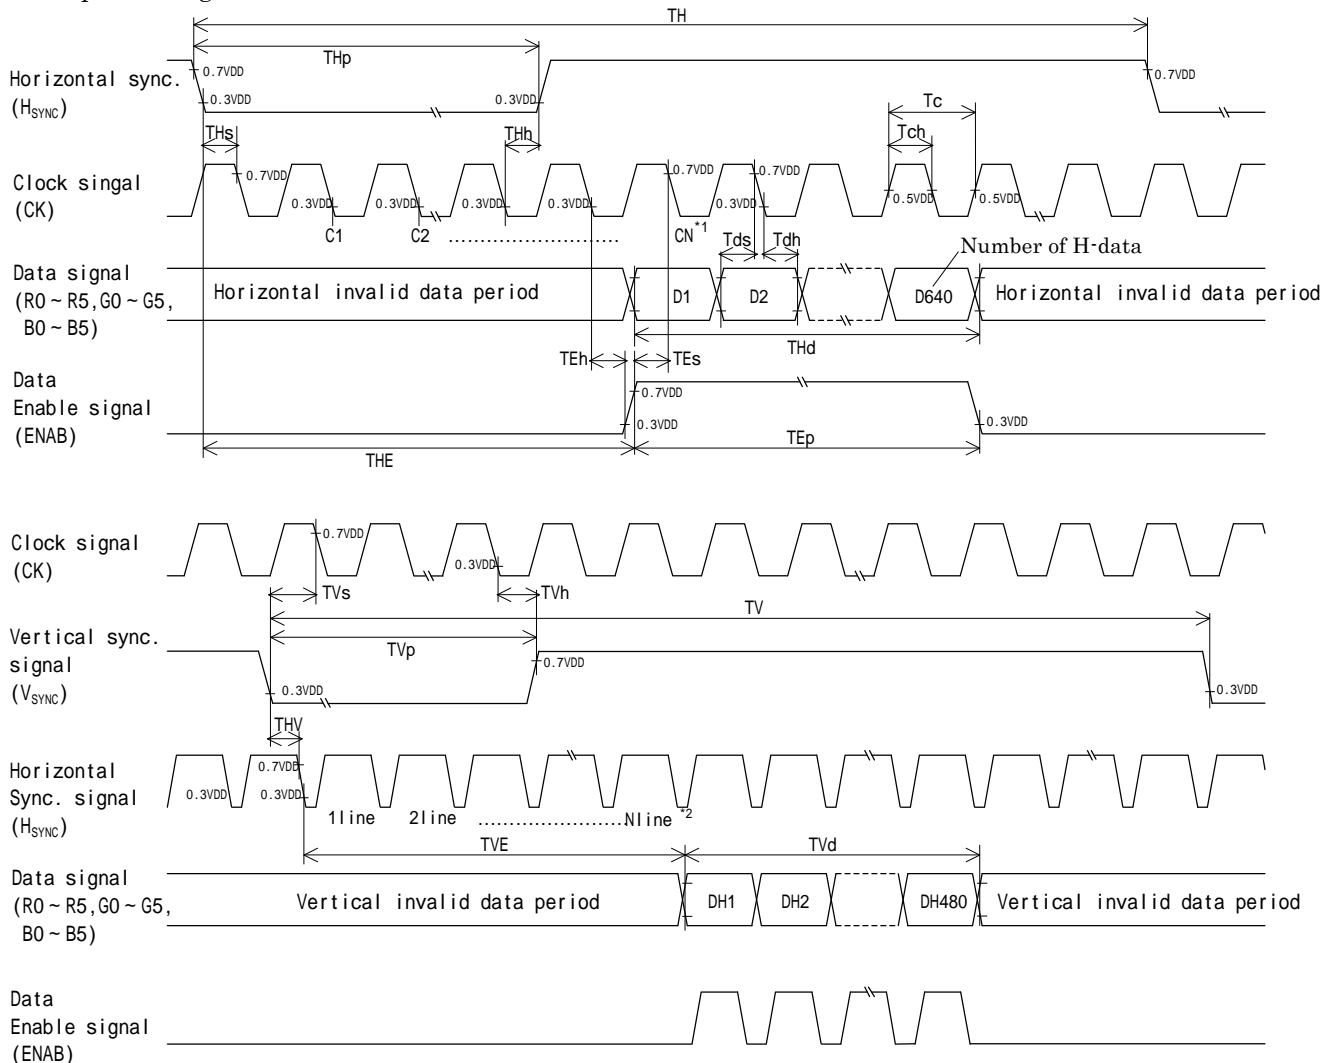 TH
THp
Horizontal sync.
(HSYNC)
0.7VDD
0.3VDD
0.3VDD
0.7VDD
THs
THh
Tc
Tch
Clock singal
(CK)
0.7VDD
0.3VDD
0.3VDD
0.3VDD
0.3VDD
0.7VDD
0.3VDD
0.7VDD
0.5VDD
0.5VDD
C1
C2
..........................
CN*1
Tds
Tdh
Number of H-data
Data signal
(R0~R5,G0~G5,
B0~B5)
Horizontal invalid data period
D1
D2
D640
Horizontal invalid data period
THd
TEh
TEs
Data
Enable signal
(ENAB)
0.7VDD
0.3VDD
0.3VDD
THE
TEp
Clock signal
(CK)
0.7VDD
0.3VDD
TVs
TVh
TV
Vertical sync.
signal
(VSYNC)
TVp
0.3VDD
0.7VDD
0.3VDD
THV
Horizontal
Sync. signal
(HSYNC)
0.3VDD
0.7VDD
0.3VDD
1line
2line
......................
Nline*2
TVE
TVd
Data signal
(R0~R5,G0~G5,
B0~B5)
Vertical invalid data period
DH1
DH2
DH480
Vertical invalid data period
Data
Enable signal
(ENAB)